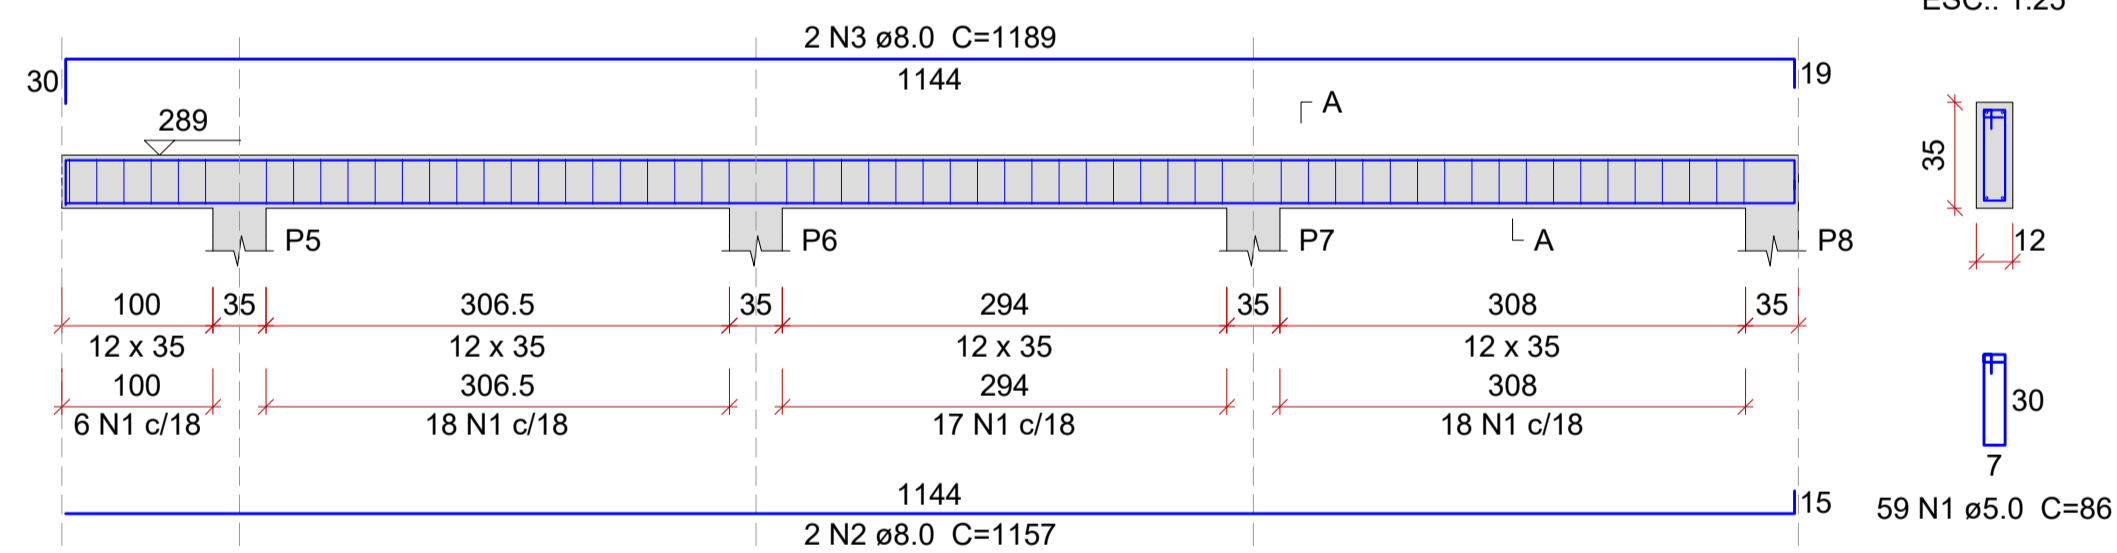 ESC.: 1:25
2 N3 ø8.0 C=1189
30
1144
19
A
289
35
P5
P6
P7
A
P8
12
100
35
306.5
35
294
35
308
35
12 x 35
12 x 35
12 x 35
12 x 35
100
306.5
294
308
6 N1 c/18
18 N1 c/18
17 N1 c/18
18 N1 c/18
30
7
1144
15
59 N1 ø5.0 C=86
2 N2 ø8.0 C=1157